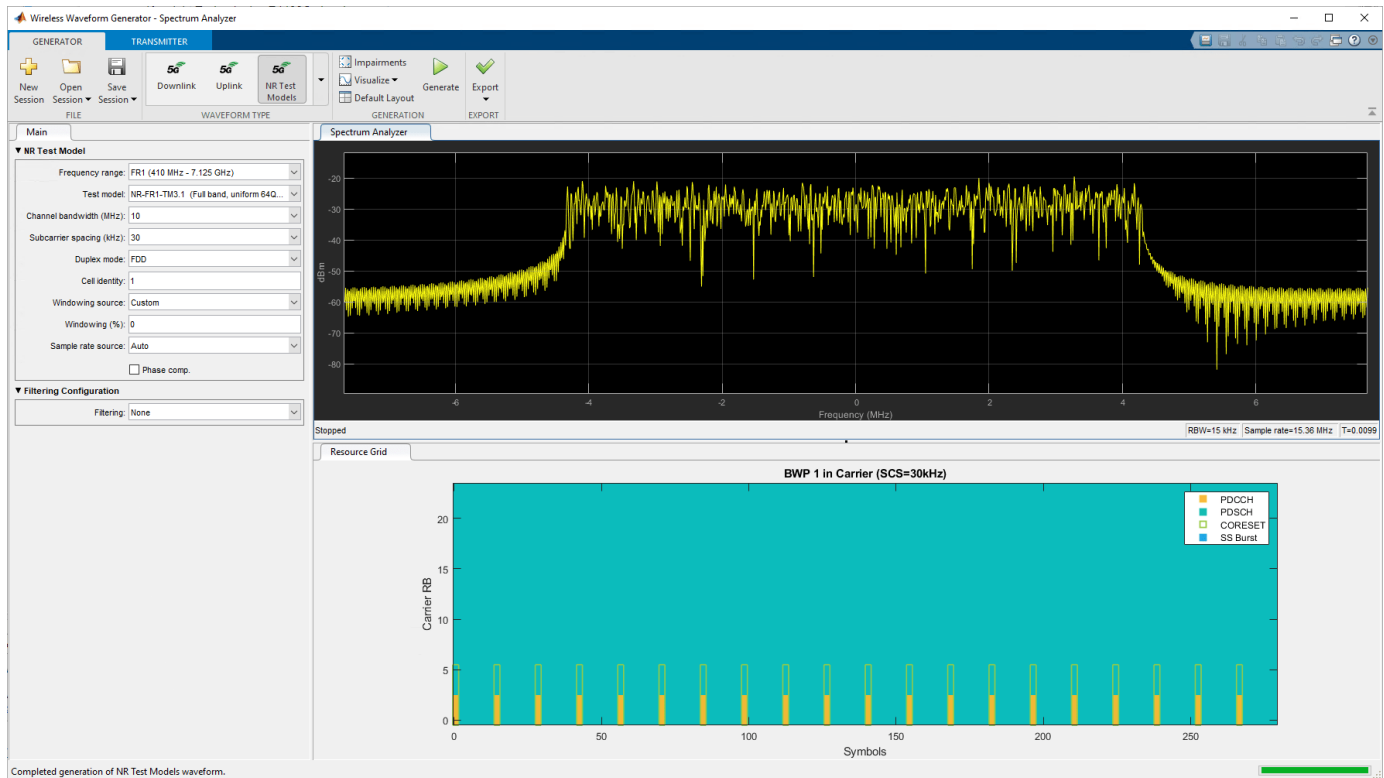 Wireless Waveform Generator - Spectrum Analyzer
GENERATOR
TRANSMITTER
New Session
Open Session
Save Session
FILE
5G Downlink
5G Uplink
5G NR Test Models
WAVEFORM TYPE
Impairments
Visualize
Default Layout
Generate
GENERATION
Export
EXPORT
Main
NR Test Model
Frequency range: FR1 (410 MHz - 7.125 GHz)
Test model: NR-FR1-TM3.1 (Full band, uniform 64Q...
Channel bandwidth (MHz): 10
Subcarrier spacing (kHz): 30
Duplex mode: FDD
Cell identity: 1
Windowing source: Custom
Windowing (%): 0
Sample rate source: Auto
Phase comp.
Filtering Configuration
Filtering: None
Spectrum Analyzer
-20
-30
-40
-50
-60
-70
-80
dBm
-6 -4 -2 0 2 4 6
Frequency (MHz)
Stopped
RBW=15 kHz Sample rate=15.36 MHz T=0.0099
Resource Grid
BWP 1 in Carrier (SCS=30kHz)
PDCCH
PDSCH
CORESET
SS Burst
20
15
10
5
0
Carrier RB
0 50 100 150 200 250
Symbols
Completed generation of NR Test Models waveform.